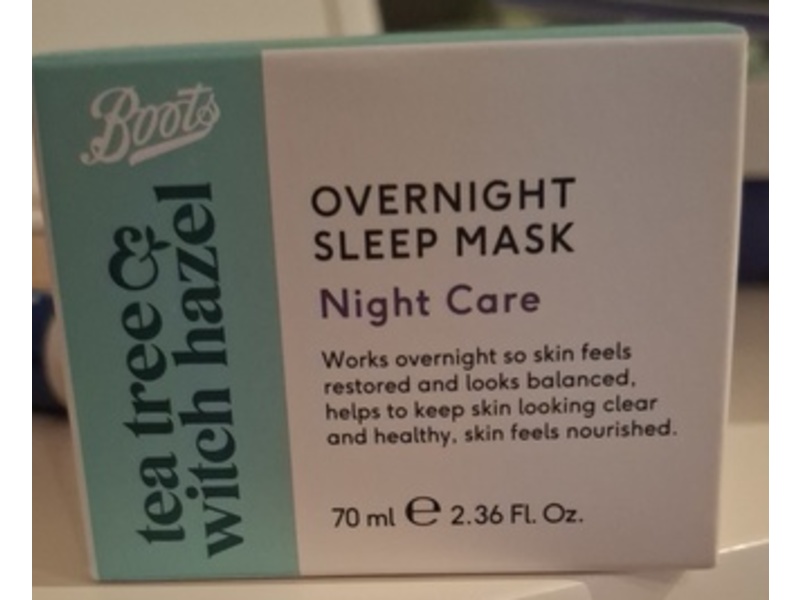 Boots
tea tree &
witch hazel
OVERNIGHT
SLEEP MASK
Night Care
Works overnight so skin feels
restored and looks balanced,
helps to keep skin looking clear
and healthy, skin feels nourished.
70 ml ℮ 2.36 Fl. Oz.